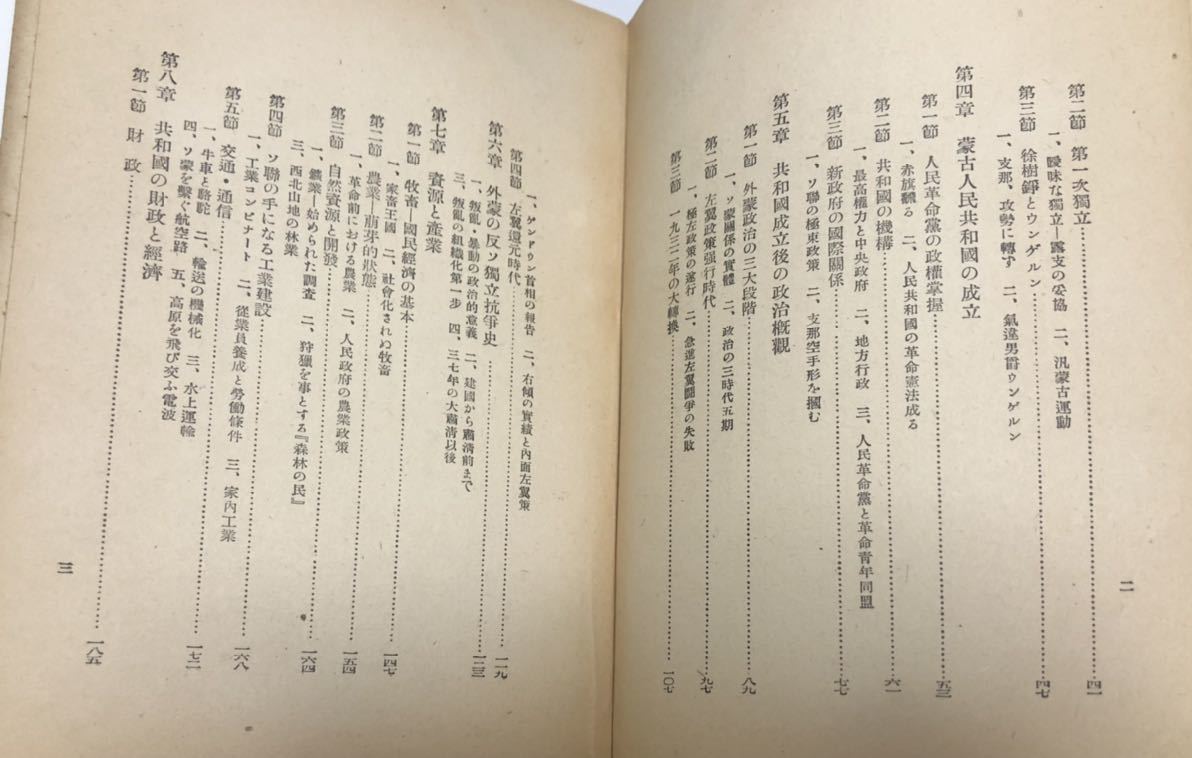 第二節 第一次獨立…………四一
一、曖昧な獨立―露支の妥協 二、汎蒙古運動
第三節 徐樹錚とウンゲルン…………四七
一、支那、攻勢に轉ず 二、氣違男爵ウンゲルン
第四章 蒙古人民共和國の成立
第一節 人民革命黨の政權掌握…………五三
一、赤旗飜る 二、人民共和國の革命憲法成る
第二節 共和國の機構…………六一
一、最高權力と中央政府 二、地方行政 三、人民革命黨と革命靑年同盟
第三節 新政府の國際關係…………七七
一、ソ聯の極東政策 二、支那空手形を摑む
第五章 共和國成立後の政治槪觀
第一節 外蒙政治の三大段階…………八九
一、ソ蒙關係の實體 二、政治の三時代五期
第二節 左翼政策强行時代…………九七
一、極左政策の遂行 二、急進左翼鬪爭の失敗
第三節 一九三二年の大轉換…………一〇七
二
一、ゲンドウン首相の報告 二、右傾の實績と內面左翼策
第四節 左翼還元時代…………一一九
第六章 外蒙の反ソ獨立抗爭史…………一三三
一、叛亂・暴動の政治的意義 二、建國から肅淸前まで
三、叛亂の組織化第一步 四、三七年の大肅淸以後
第七章 資源と產業
第一節 牧畜―國民經濟の基本…………一四七
一、家畜王國 二、社會化されぬ牧畜
第二節 農業―萠芽的狀態…………一五四
一、革命前における農業 二、人民政府の農業政策
第三節 自然資源と開發…………一六四
一、鑛業―始められた調査 二、狩獵を事とする『森林の民』
三、西北山地の林業
第四節 ソ聯の手になる工業建設…………一六八
一、工業コンビナート 二、從業員養成と勞働條件 三、家內工業
第五節 交通・通信…………一七二
一、牛車と駱駝 二、輸送の機械化 三、水上運輸
四、ソ蒙を繫ぐ航空路 五、高原を飛び交ふ電波
第八章 共和國の財政と經濟
第一節 財政…………一八五
三